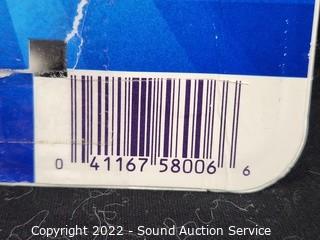 0 41167 58006 6
Copyright 2022 - Sound Auction Service